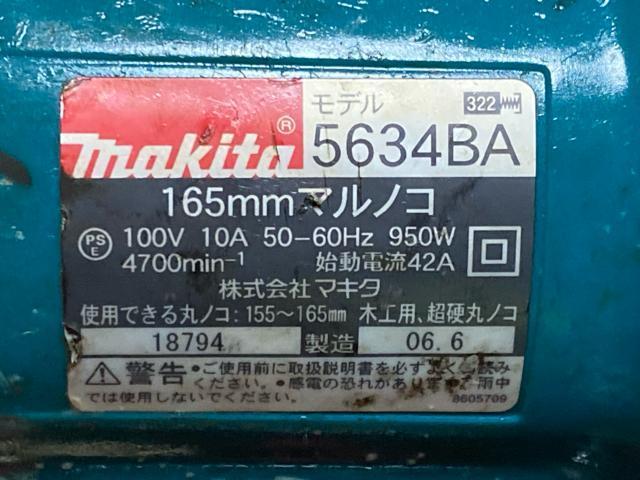 モデル 322
makita® 5634BA
165mmマルノコ
PSE 100V 10A 50-60Hz 950W
4700min-1 始動電流42A
株式会社マキタ
使用できる丸ノコ:155~165mm 木工用、超硬丸ノコ
18794 製造 06.6
警告 •ご使用前に取扱説明書を必ずよくお読み
ください。•感電の恐れがあります。雨中
では使用しないでください。 8605709